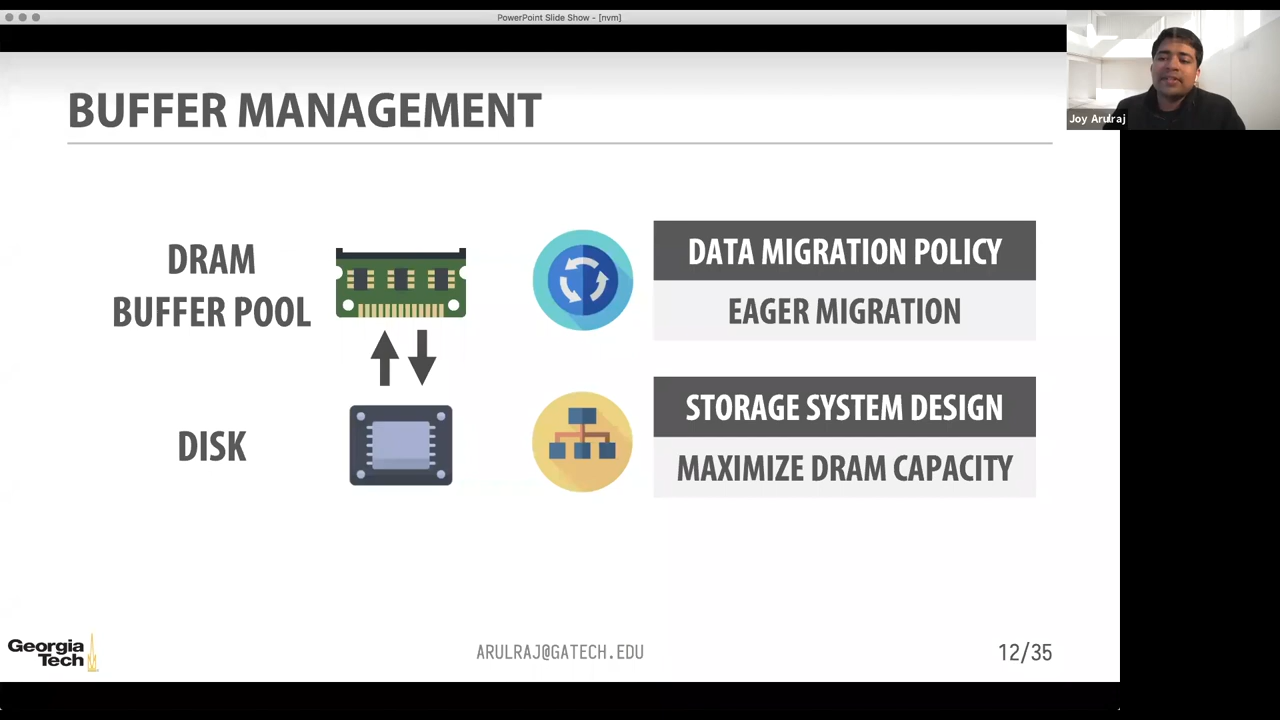 PowerPoint Slide Show - [nvm]
Joy Arulraj
BUFFER MANAGEMENT
DRAM
BUFFER POOL
DATA MIGRATION POLICY
EAGER MIGRATION
DISK
STORAGE SYSTEM DESIGN
MAXIMIZE DRAM CAPACITY
Georgia
Tech
ARULRAJ@GATECH.EDU
12/35